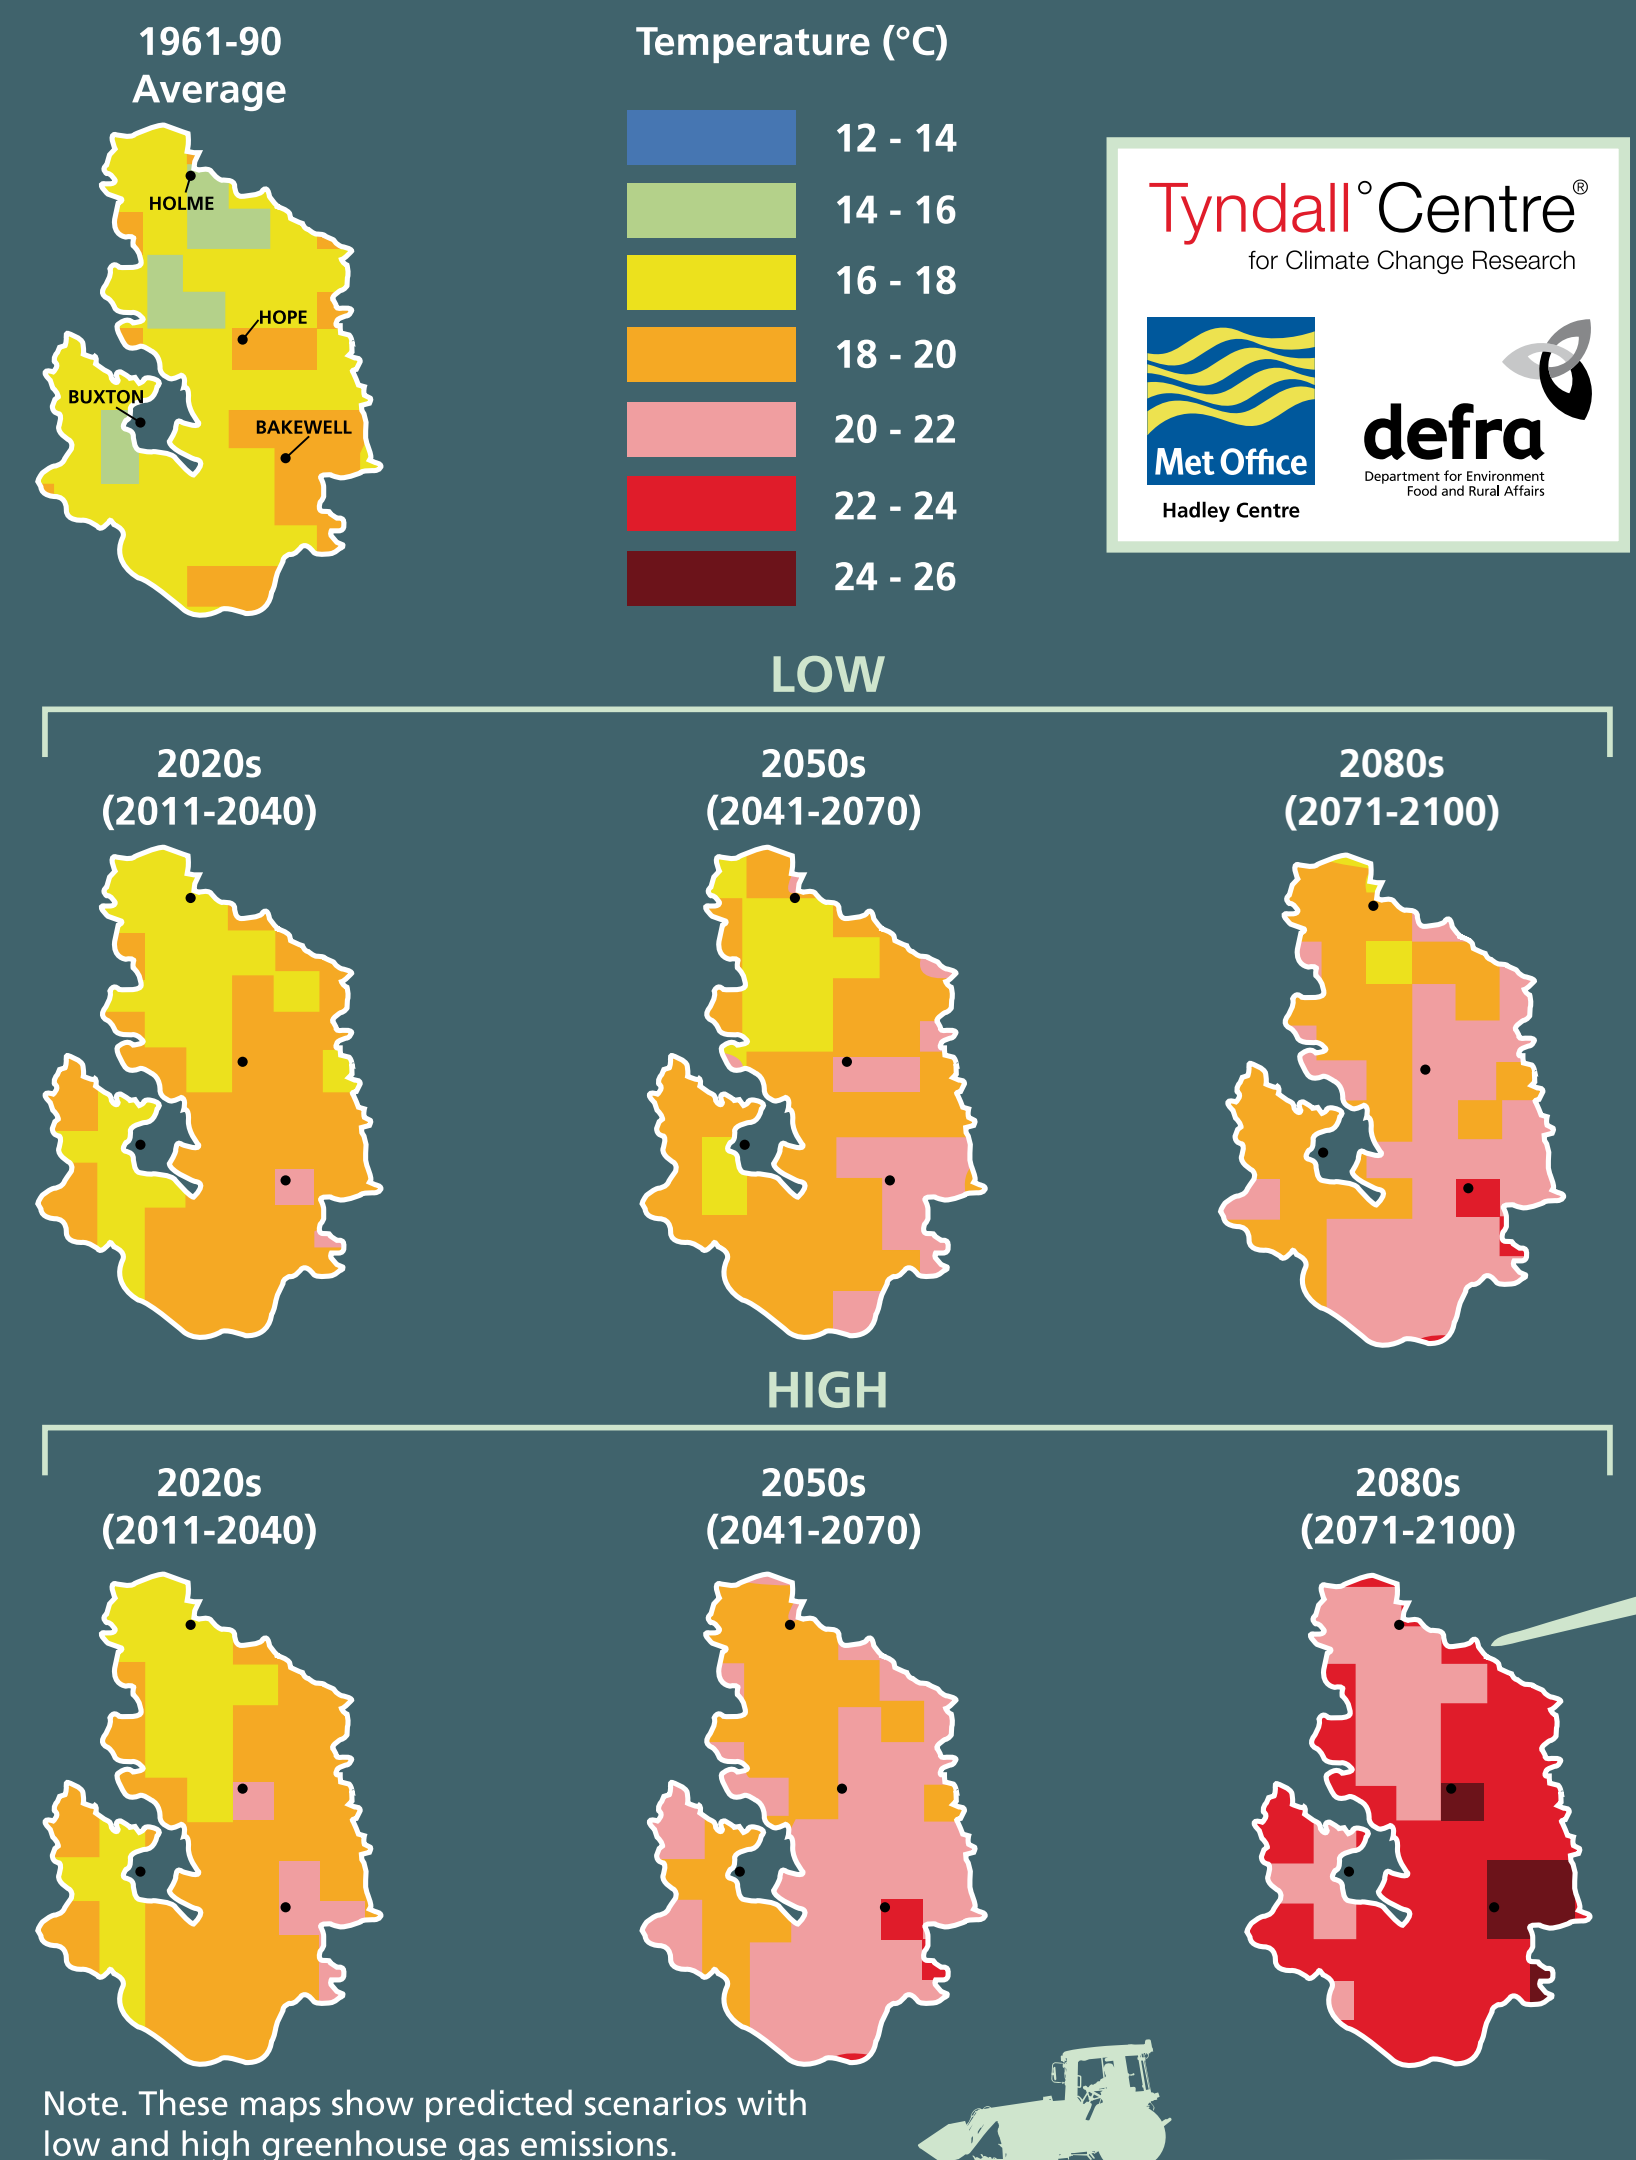 1961-90
Average
Temperature (°C)
12 - 14
14 - 16
16 - 18
18 - 20
20 - 22
22 - 24
24 - 26
HOLME
HOPE
BUXTON
BAKEWELL
Tyndall°Centre®
for Climate Change Research
Met Office
Hadley Centre
defra
Department for Environment
Food and Rural Affairs
LOW
2020s
(2011-2040)
2050s
(2041-2070)
2080s
(2071-2100)
HIGH
2020s
(2011-2040)
2050s
(2041-2070)
2080s
(2071-2100)
Note. These maps show predicted scenarios with
low and high greenhouse gas emissions.